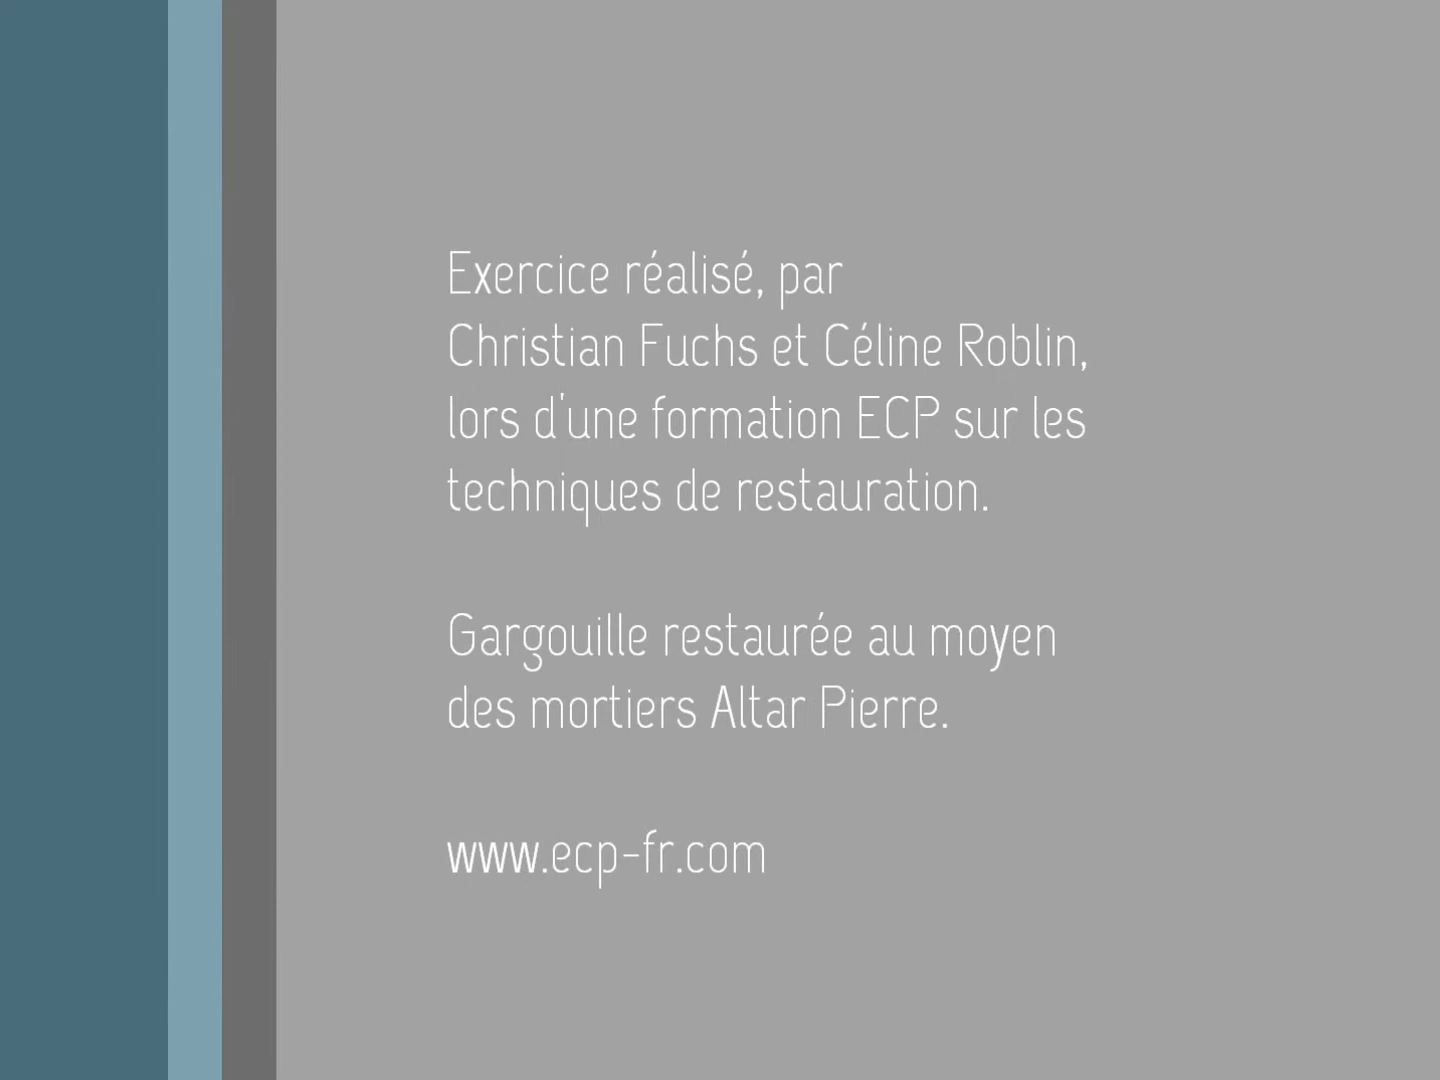 Exercice réalisé, par
Christian Fuchs et Céline Roblin,
lors d'une formation ECP sur les
techniques de restauration.
Gargouille restaurée au moyen
des mortiers Altar Pierre.
www.ecp-fr.com